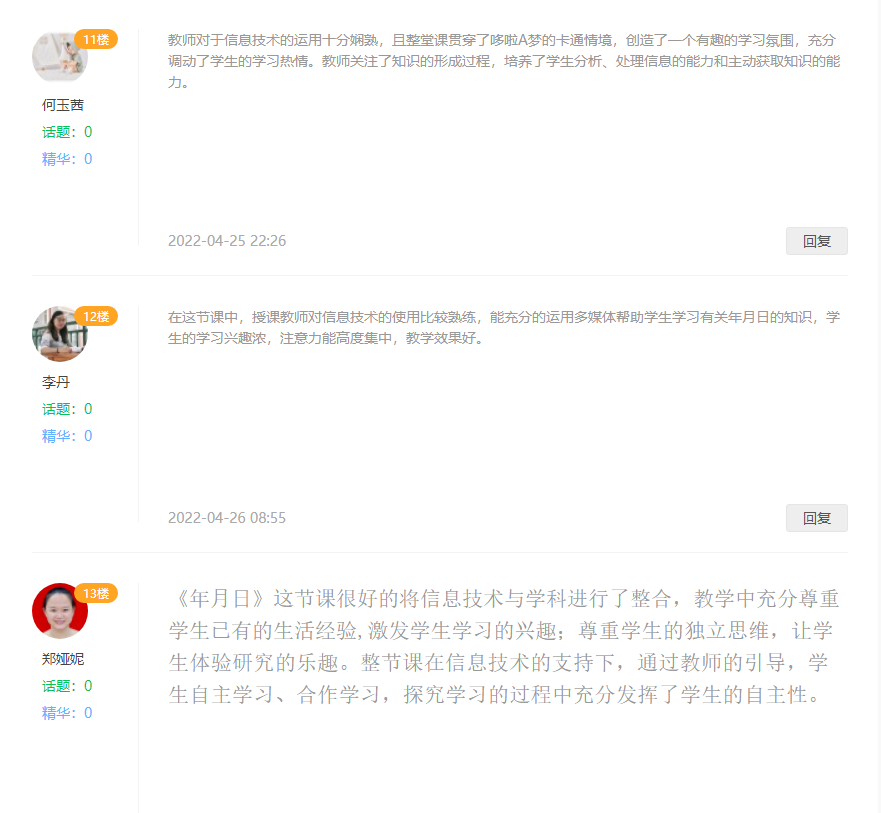 11楼
教师对于信息技术的运用十分娴熟，且整堂课贯穿了哆啦A梦的卡通情境，创造了一个有趣的学习氛围，充分
调动了学生的学习热情。教师关注了知识的形成过程，培养了学生分析、处理信息的能力和主动获取知识的能
力。
何玉茜
话题：0
精华：0
2022-04-25 22:26
回复
12楼
在这节课中，授课教师对信息技术的使用比较熟练，能充分的运用多媒体帮助学生学习有关年月日的知识，学
生的学习兴趣浓，注意力能高度集中，教学效果好。
李丹
话题：0
精华：0
2022-04-26 08:55
回复
13楼
《年月日》这节课很好的将信息技术与学科进行了整合，教学中充分尊重
学生已有的生活经验,激发学生学习的兴趣；尊重学生的独立思维，让学
生体验研究的乐趣。整节课在信息技术的支持下，通过教师的引导，学
生自主学习、合作学习，探究学习的过程中充分发挥了学生的自主性。
郑娅妮
话题：0
精华：0